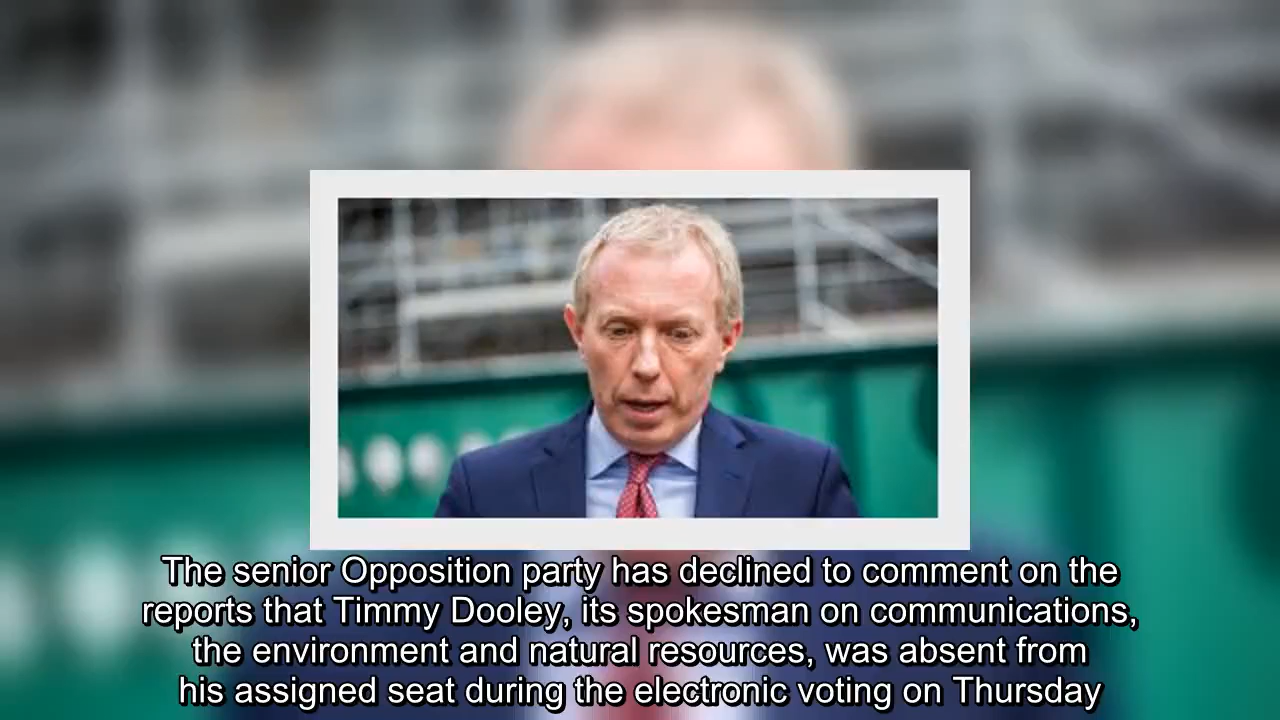 The senior Opposition party has declined to comment on the
reports that Timmy Dooley, its spokesman on communications,
the environment and natural resources, was absent from
his assigned seat during the electronic voting on Thursday